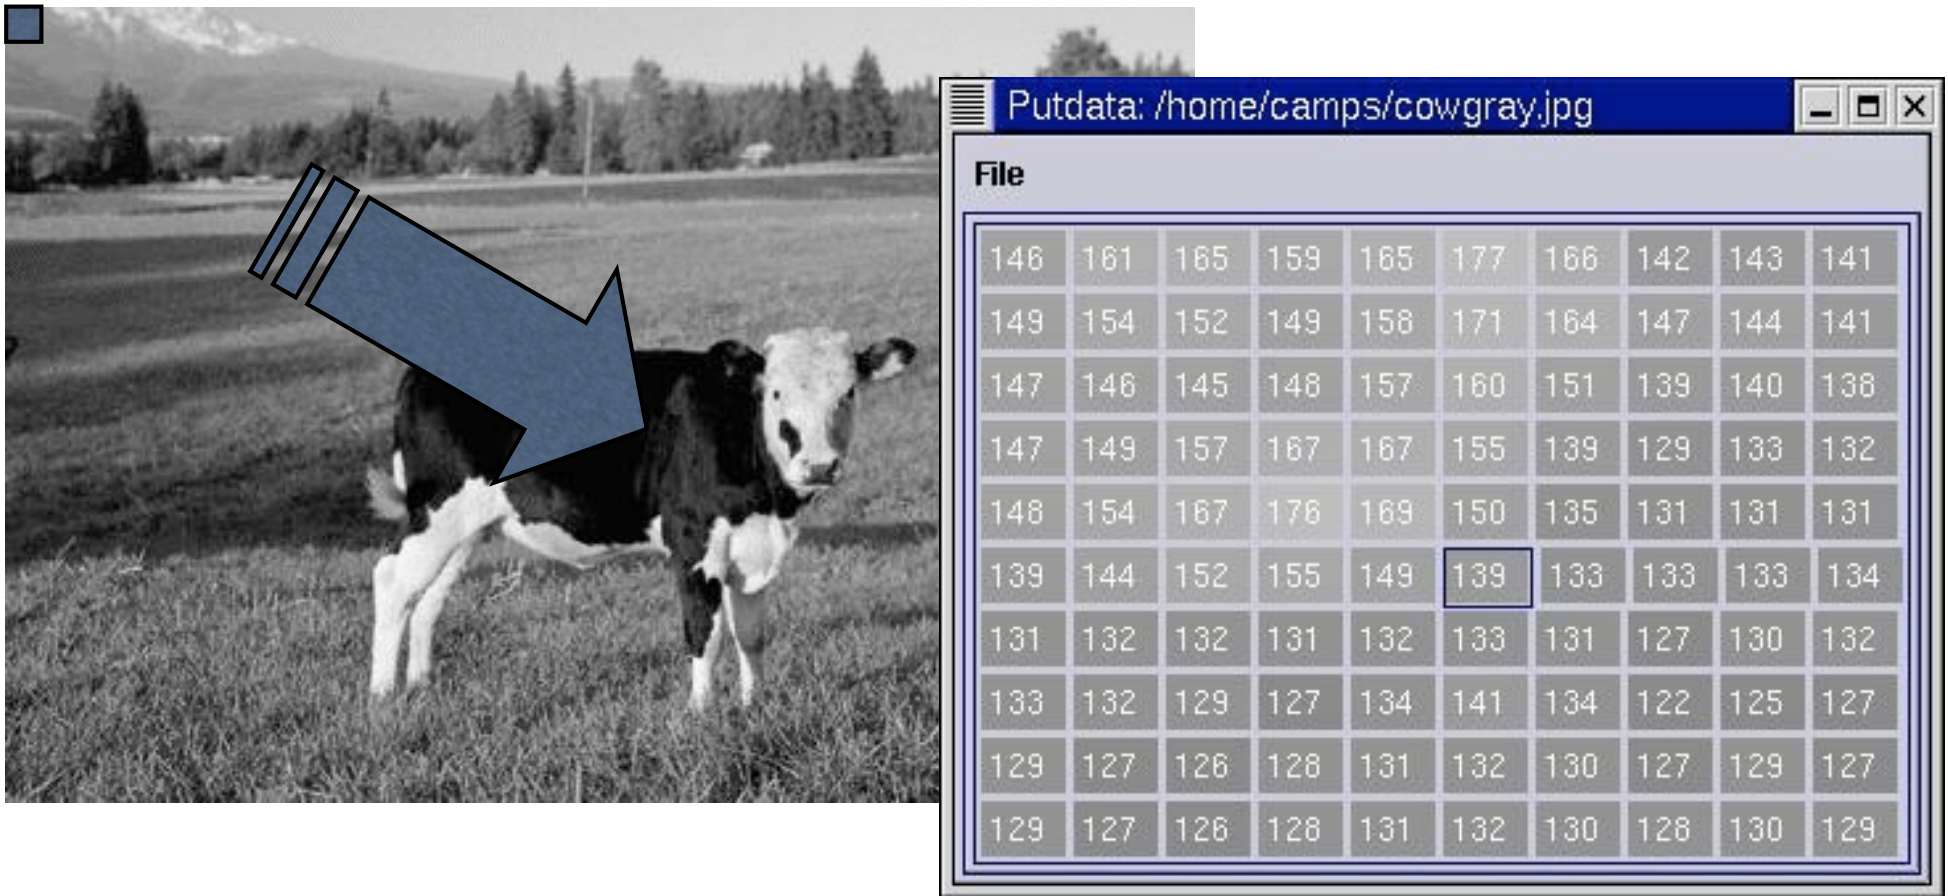 Putdata: /home/camps/cowgray.jpg
File
146 161 165 159 165 177 166 142 143 141
149 154 152 149 158 171 164 147 144 141
147 146 145 148 157 160 151 139 140 138
147 149 157 167 167 155 139 129 133 132
148 154 167 176 169 150 135 131 131 131
139 144 152 155 149 139 133 133 133 134
131 132 132 131 132 133 131 127 130 132
133 132 129 127 134 141 134 122 125 127
129 127 126 128 131 132 130 127 129 127
129 127 126 128 131 132 130 128 130 129